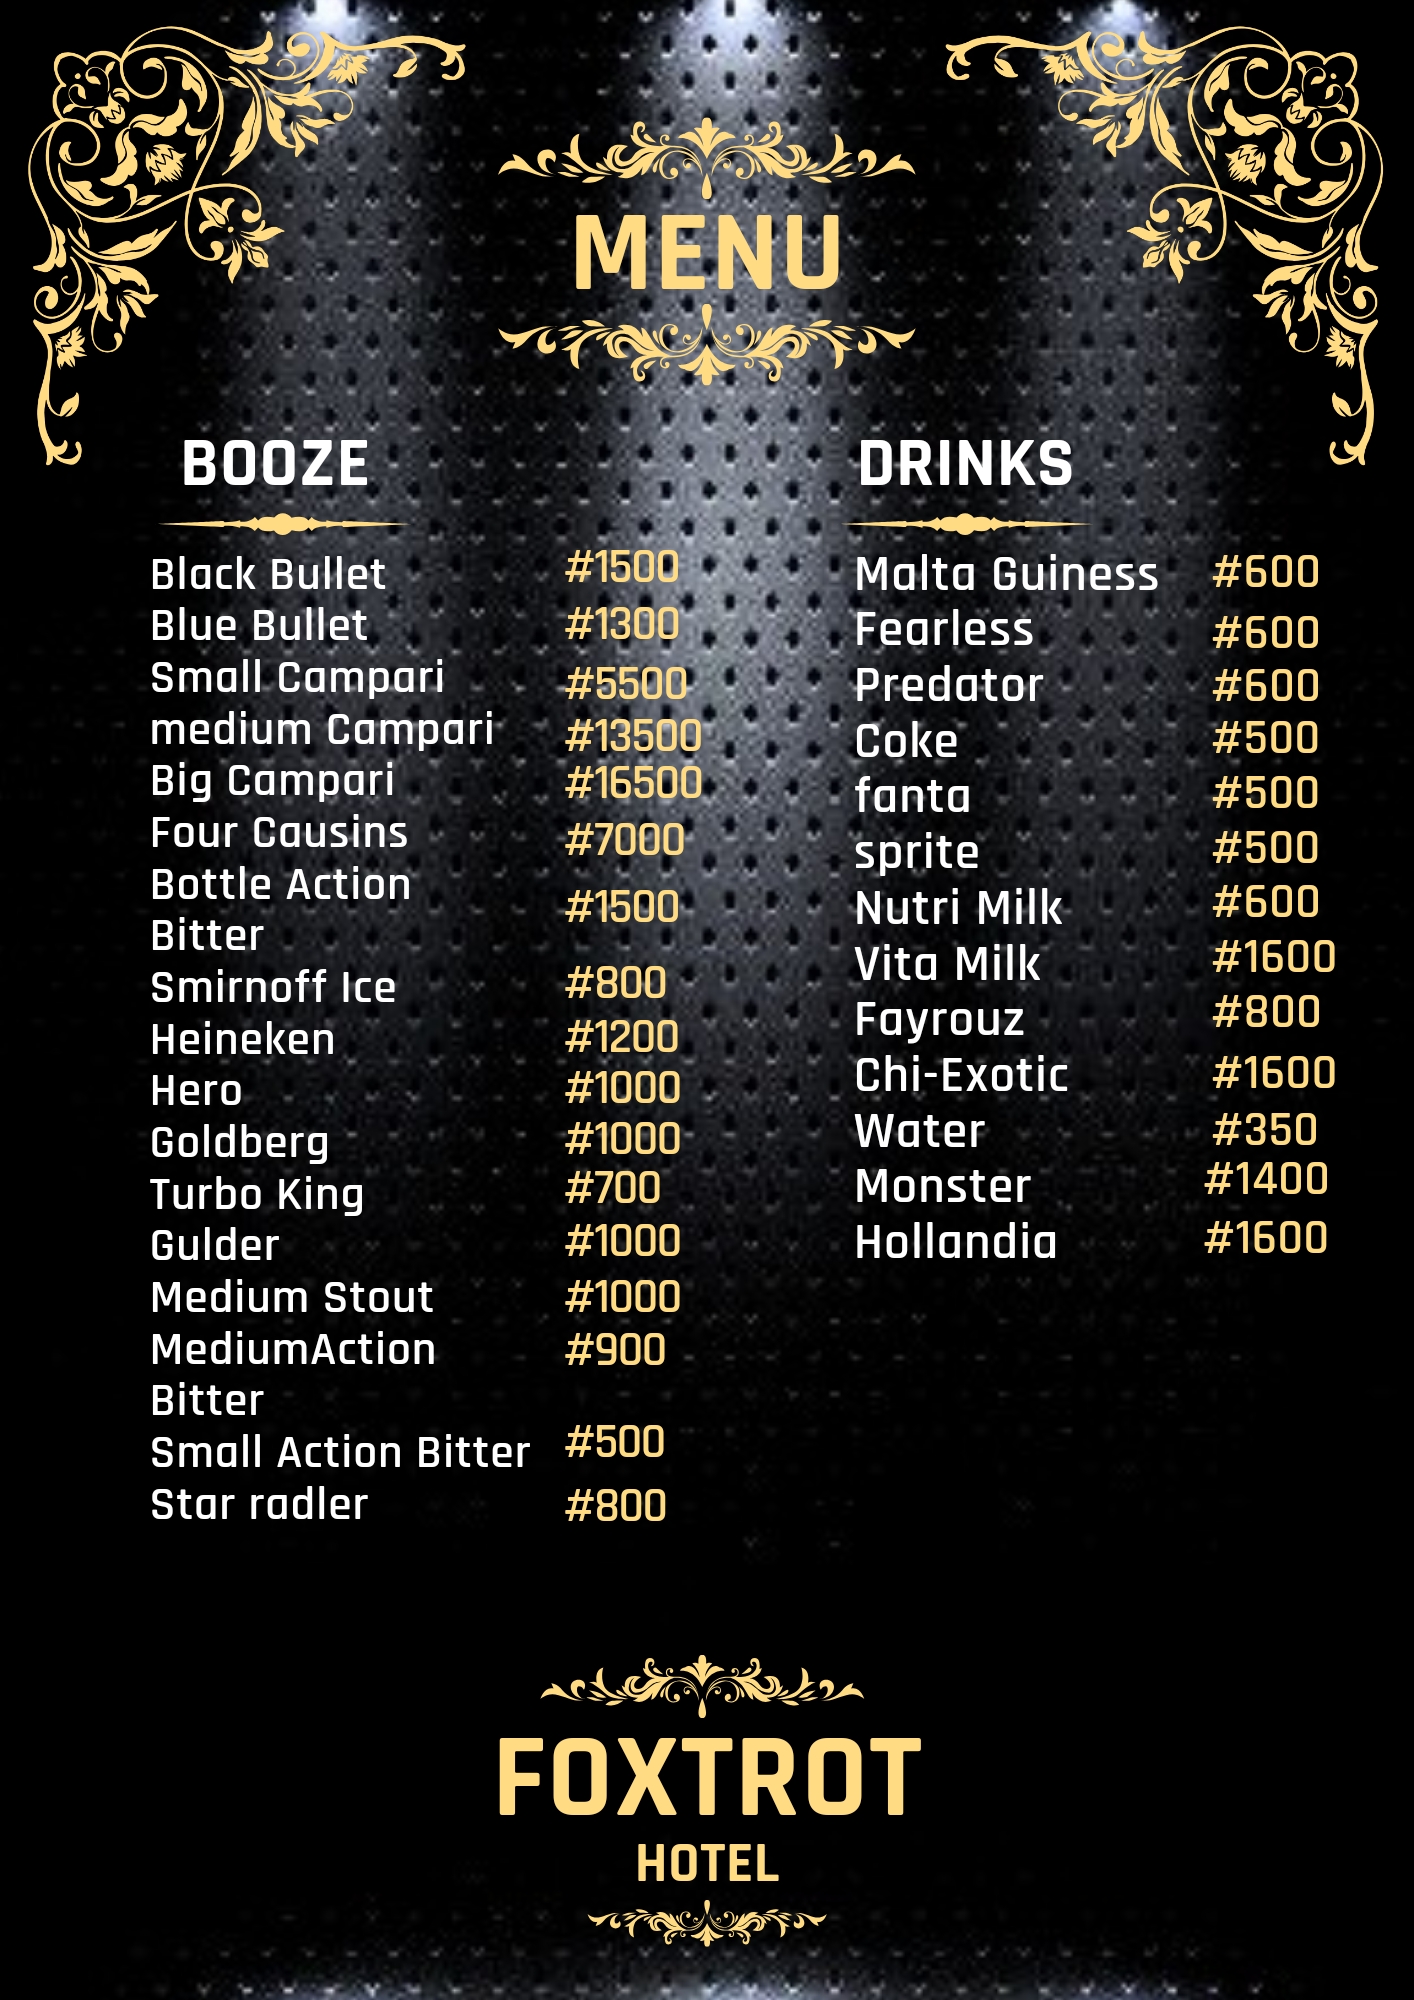 MENU
BOOZE
Black Bullet #1500
Blue Bullet #1300
Small Campari #5500
medium Campari #13500
Big Campari #16500
Four Causins #7000
Bottle Action #1500
Bitter
Smirnoff Ice #800
Heineken #1200
Hero #1000
Goldberg #1000
Turbo King #700
Gulder #1000
Medium Stout #1000
MediumAction #900
Bitter
Small Action Bitter #500
Star radler #800
DRINKS
Malta Guiness #600
Fearless #600
Predator #600
Coke #500
fanta #500
sprite #500
Nutri Milk #600
Vita Milk #1600
Fayrouz #800
Chi-Exotic #1600
Water #350
Monster #1400
Hollandia #1600
FOXTROT
HOTEL